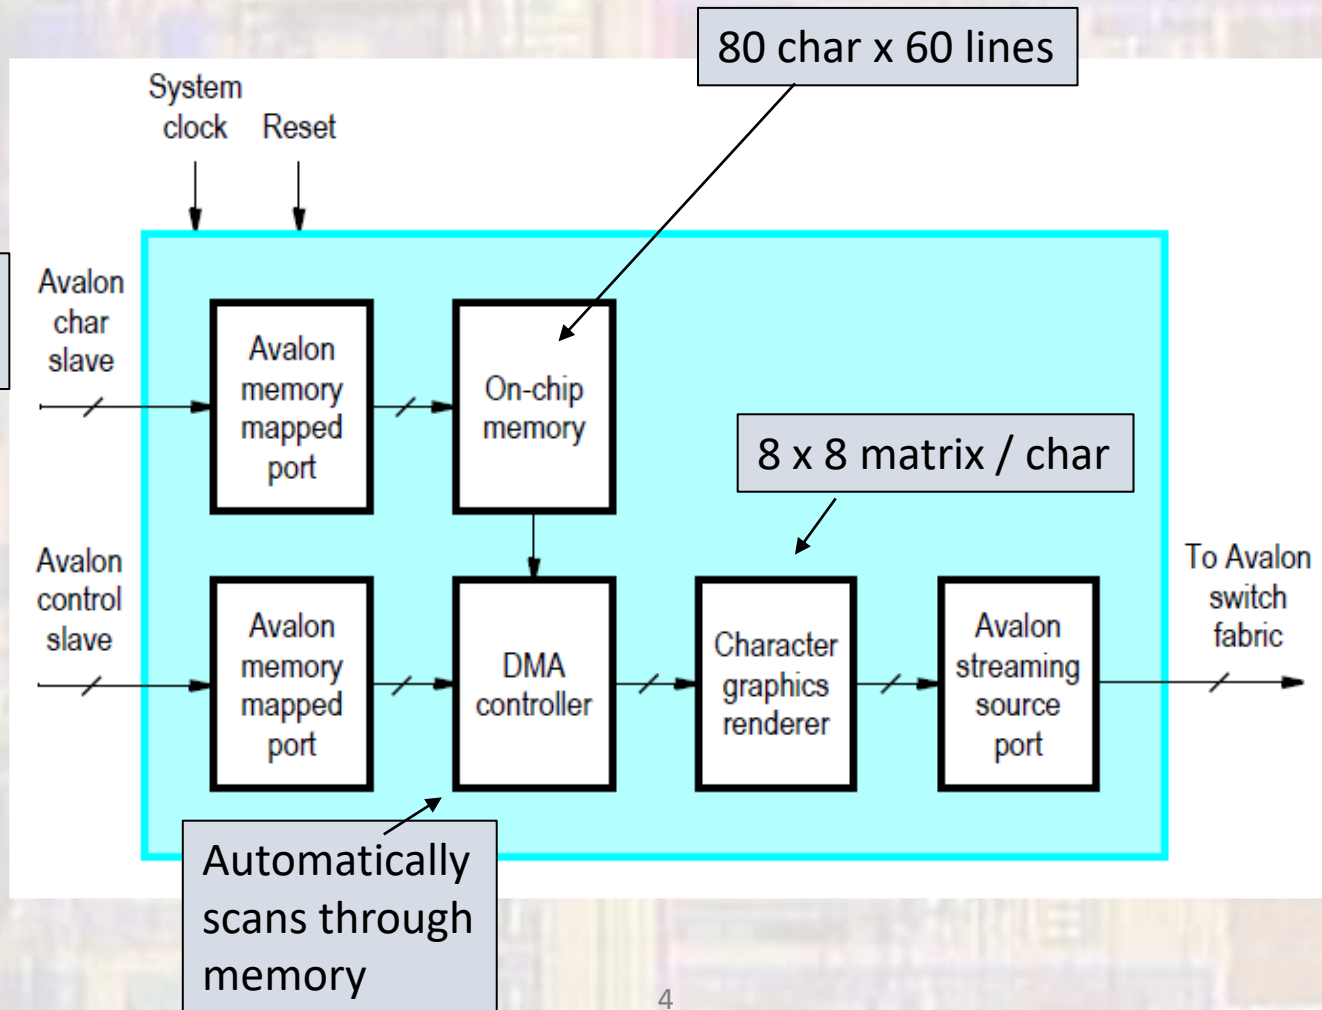 80 char x 60 lines
System
clock
Reset
Avalon
char
slave
Avalon
memory
mapped
port
On-chip
memory
8 x 8 matrix / char
Avalon
control
slave
Avalon
memory
mapped
port
DMA
controller
Character
graphics
renderer
Avalon
streaming
source
port
To Avalon
switch
fabric
Automatically
scans through
memory
4